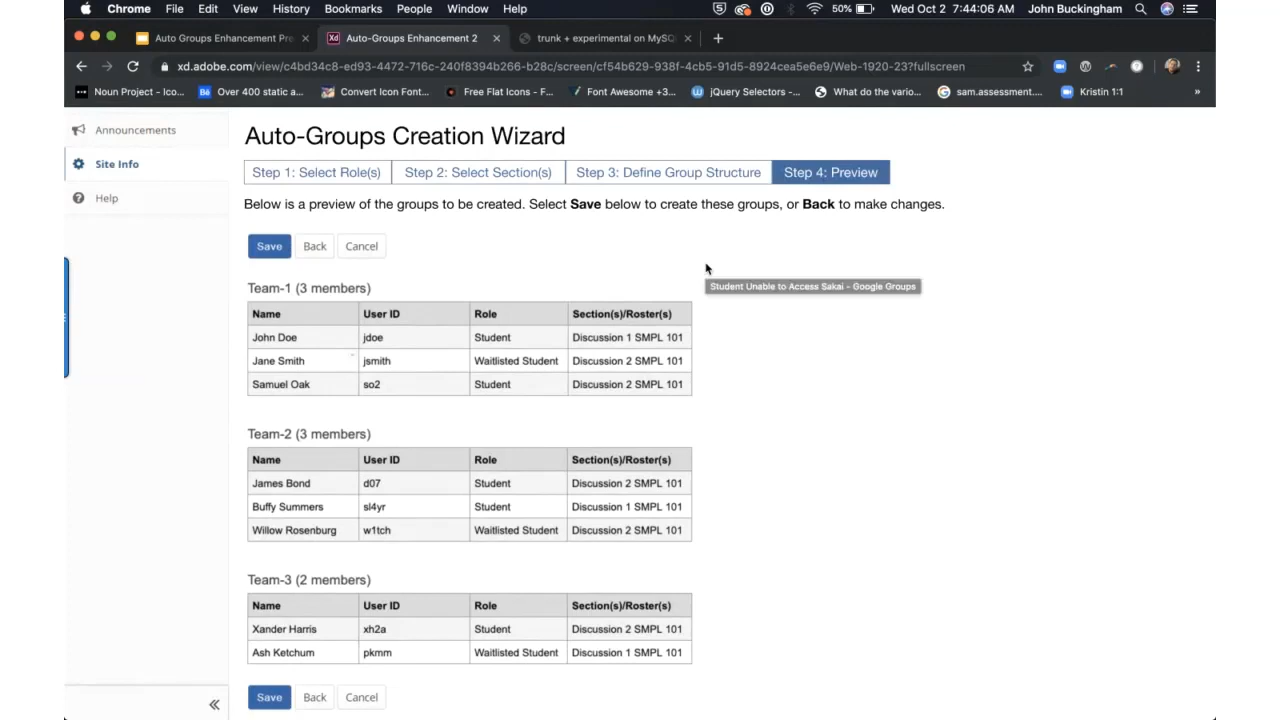 Chrome File Edit View History Bookmarks People Window Help 50% Wed Oct 2 7:44:06 AM John Buckingham
Auto Groups Enhancement Pre × Xd Auto-Groups Enhancement 2 × trunk + experimental on MySQ × +
xd.adobe.com/view/c4bd34c8-ed93-4472-716c-240f8394b266-b28c/screen/cf54b629-938f-4cb5-91d5-8924cea5e6e9/Web-1920-23?fullscreen
Noun Project - Ico... Bē Over 400 static a... Convert Icon Font... Free Flat Icons - F... Font Awesome +3... jQuery Selectors -... What do the vario... sam.assessment.... Kristin 1:1 »
Announcements
Site Info
Help
Auto-Groups Creation Wizard
Step 1: Select Role(s) Step 2: Select Section(s) Step 3: Define Group Structure Step 4: Preview
Below is a preview of the groups to be created. Select Save below to create these groups, or Back to make changes.
Save Back Cancel
Student Unable to Access Sakai - Google Groups
Team-1 (3 members)
Name User ID Role Section(s)/Roster(s)
John Doe jdoe Student Discussion 1 SMPL 101
Jane Smith jsmith Waitlisted Student Discussion 2 SMPL 101
Samuel Oak so2 Student Discussion 2 SMPL 101
Team-2 (3 members)
Name User ID Role Section(s)/Roster(s)
James Bond d07 Student Discussion 2 SMPL 101
Buffy Summers sl4yr Student Discussion 1 SMPL 101
Willow Rosenburg w1tch Waitlisted Student Discussion 2 SMPL 101
Team-3 (2 members)
Name User ID Role Section(s)/Roster(s)
Xander Harris xh2a Student Discussion 2 SMPL 101
Ash Ketchum pkmm Waitlisted Student Discussion 1 SMPL 101
Save Back Cancel